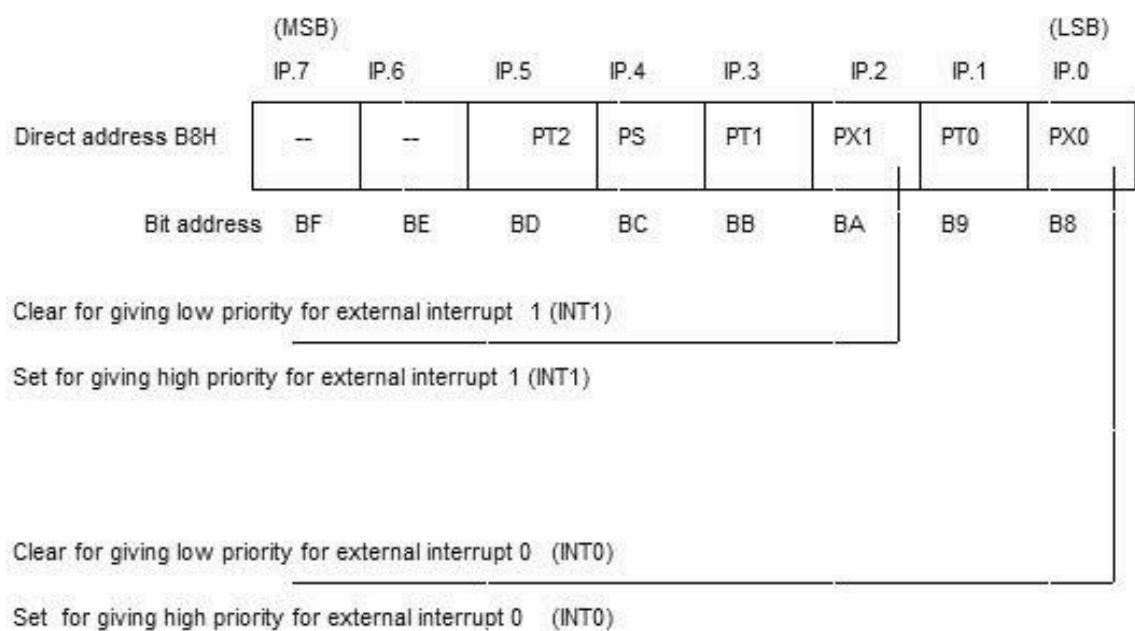 (MSB) (LSB)
IP.7 IP.6 IP.5 IP.4 IP.3 IP.2 IP.1 IP.0
Direct address B8H -- -- PT2 PS PT1 PX1 PT0 PX0
Bit address BF BE BD BC BB BA B9 B8
Clear for giving low priority for external interrupt 1 (INT1)
Set for giving high priority for external interrupt 1 (INT1)
Clear for giving low priority for external interrupt 0 (INT0)
Set for giving high priority for external interrupt 0 (INT0)